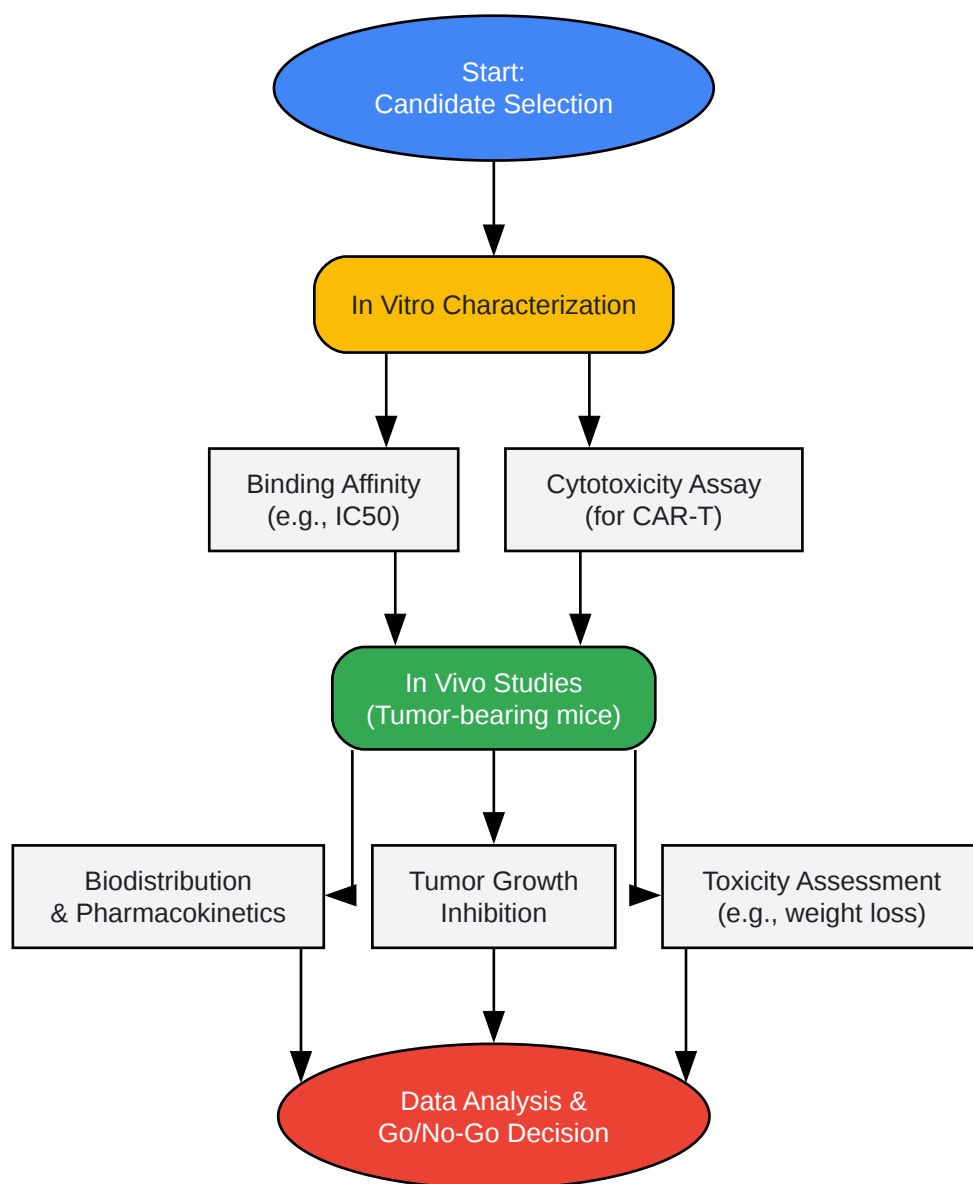 Start:
Candidate Selection
In Vitro Characterization
Binding Affinity
(e.g., IC50)
Cytotoxicity Assay
(for CAR-T)
In Vivo Studies
(Tumor-bearing mice)
Biodistribution
& Pharmacokinetics
Tumor Growth
Inhibition
Toxicity Assessment
(e.g., weight loss)
Data Analysis &
Go/No-Go Decision